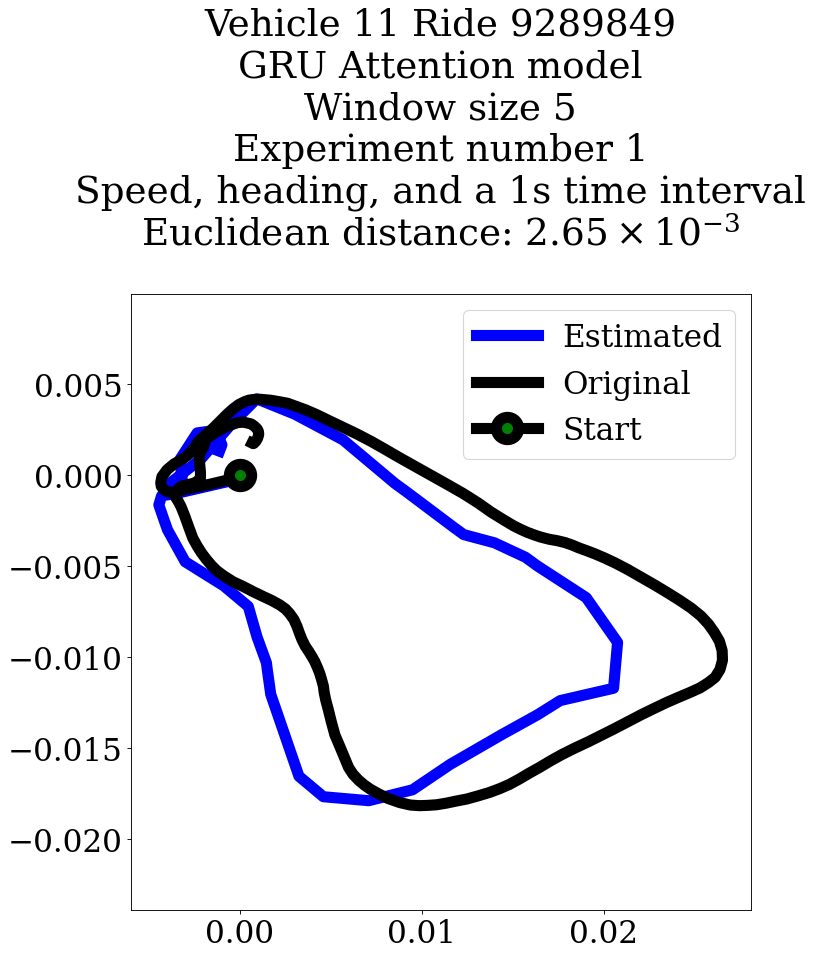 Vehicle 11 Ride 9289849
GRU Attention model
Window size 5
Experiment number 1
Speed, heading, and a 1s time interval
Euclidean distance: 2.65 × 10⁻³
Estimated
Original
Start
0.005
0.000
−0.005
−0.010
−0.015
−0.020
0.00 0.01 0.02